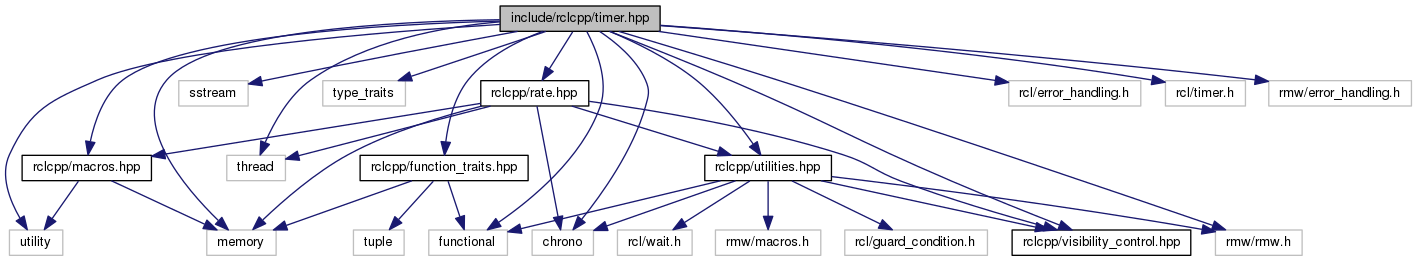 include/rclcpp/timer.hpp
sstream
type_traits
rclcpp/rate.hpp
rcl/error_handling.h
rcl/timer.h
rmw/error_handling.h
rclcpp/macros.hpp
thread
rclcpp/function_traits.hpp
rclcpp/utilities.hpp
utility
memory
tuple
functional
chrono
rcl/wait.h
rmw/macros.h
rcl/guard_condition.h
rclcpp/visibility_control.hpp
rmw/rmw.h